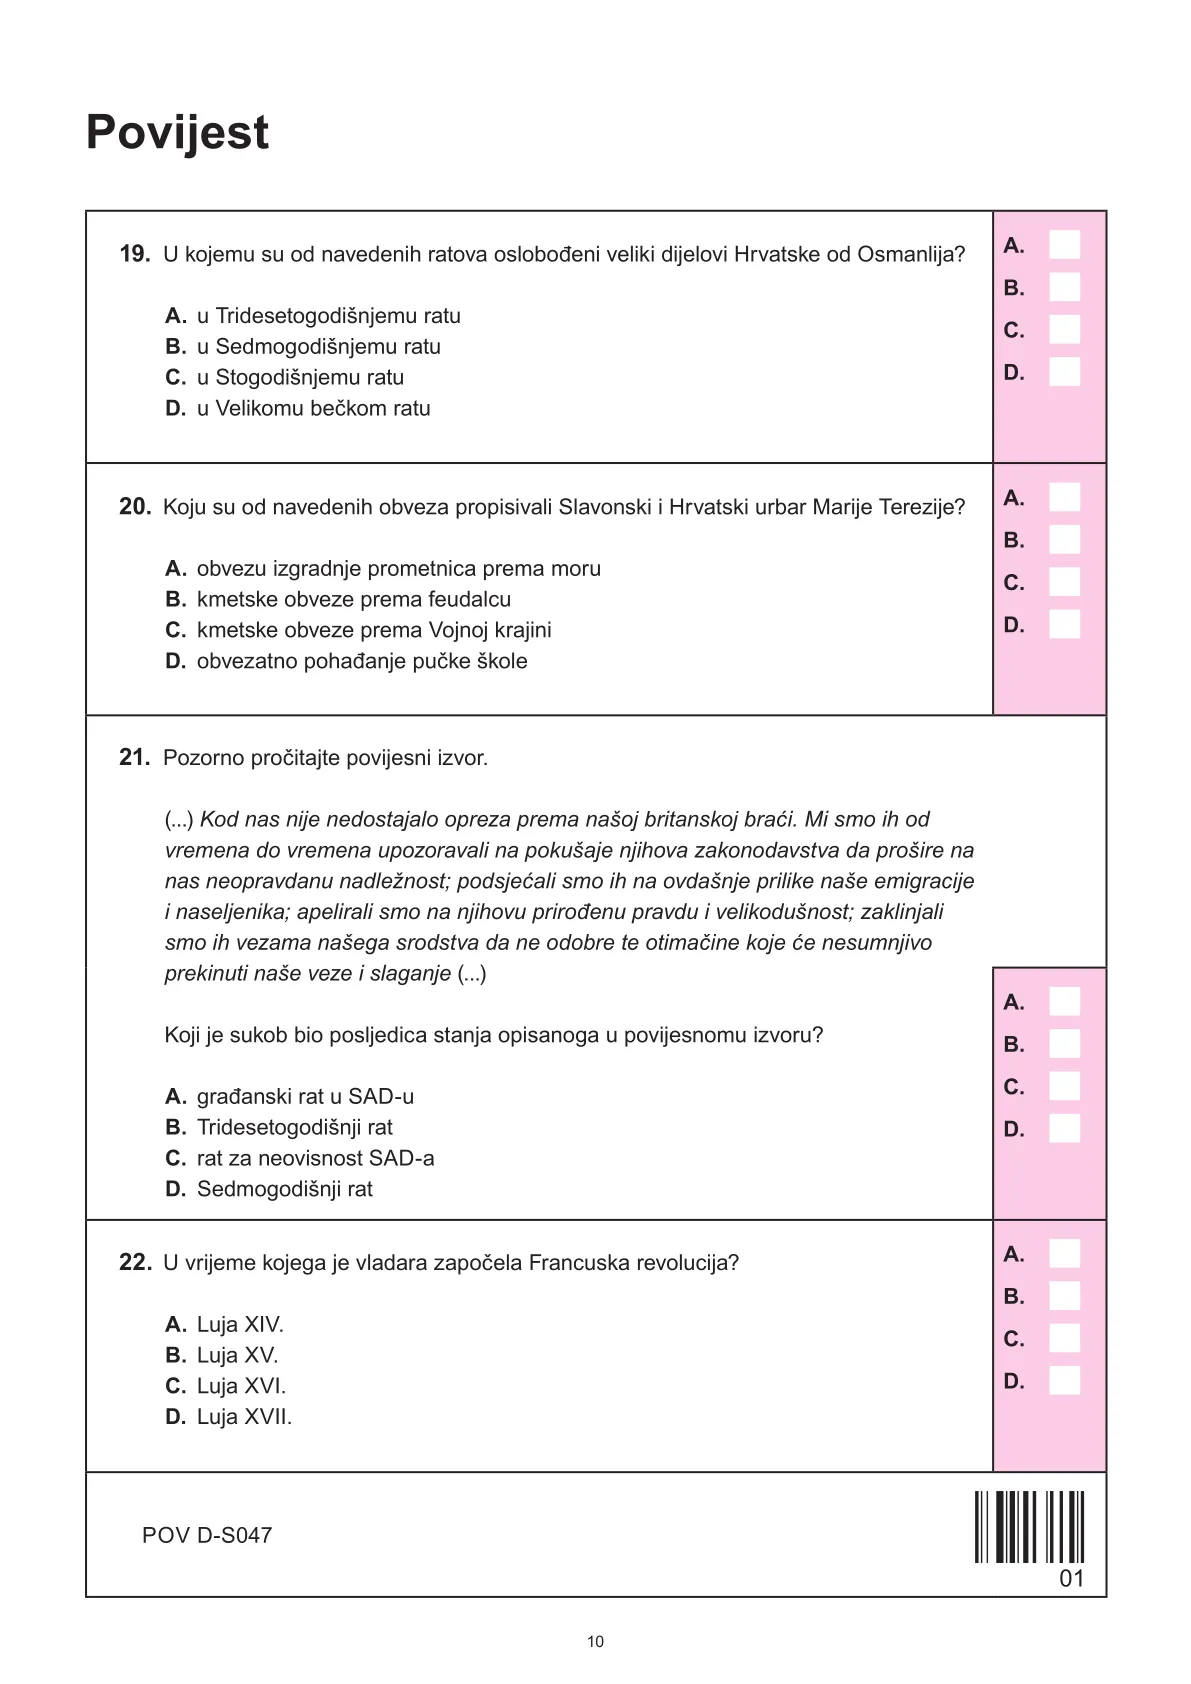 Povijest
19. U kojemu su od navedenih ratova oslobođeni veliki dijelovi Hrvatske od Osmanlija?
A. u Tridesetogodišnjemu ratu
B. u Sedmogodišnjemu ratu
C. u Stogodišnjemu ratu
D. u Velikomu bečkom ratu
A.
B.
C.
D.
20. Koju su od navedenih obveza propisivali Slavonski i Hrvatski urbar Marije Terezije?
A. obvezu izgradnje prometnica prema moru
B. kmetske obveze prema feudalcu
C. kmetske obveze prema Vojnoj krajini
D. obvezatno pohađanje pučke škole
A.
B.
C.
D.
21. Pozorno pročitajte povijesni izvor.
(...) Kod nas nije nedostajalo opreza prema našoj britanskoj braći. Mi smo ih od
vremena do vremena upozoravali na pokušaje njihova zakonodavstva da prošire na
nas neopravdanu nadležnost; podsjećali smo ih na ovdašnje prilike naše emigracije
i naseljenika; apelirali smo na njihovu prirođenu pravdu i velikodušnost; zaklinjali
smo ih vezama našega srodstva da ne odobre te otimačine koje će nesumnjivo
prekinuti naše veze i slaganje (...)
Koji je sukob bio posljedica stanja opisanoga u povijesnomu izvoru?
A. građanski rat u SAD-u
B. Tridesetogodišnji rat
C. rat za neovisnost SAD-a
D. Sedmogodišnji rat
A.
B.
C.
D.
22. U vrijeme kojega je vladara započela Francuska revolucija?
A. Luja XIV.
B. Luja XV.
C. Luja XVI.
D. Luja XVII.
A.
B.
C.
D.
POV D-S047
01
10